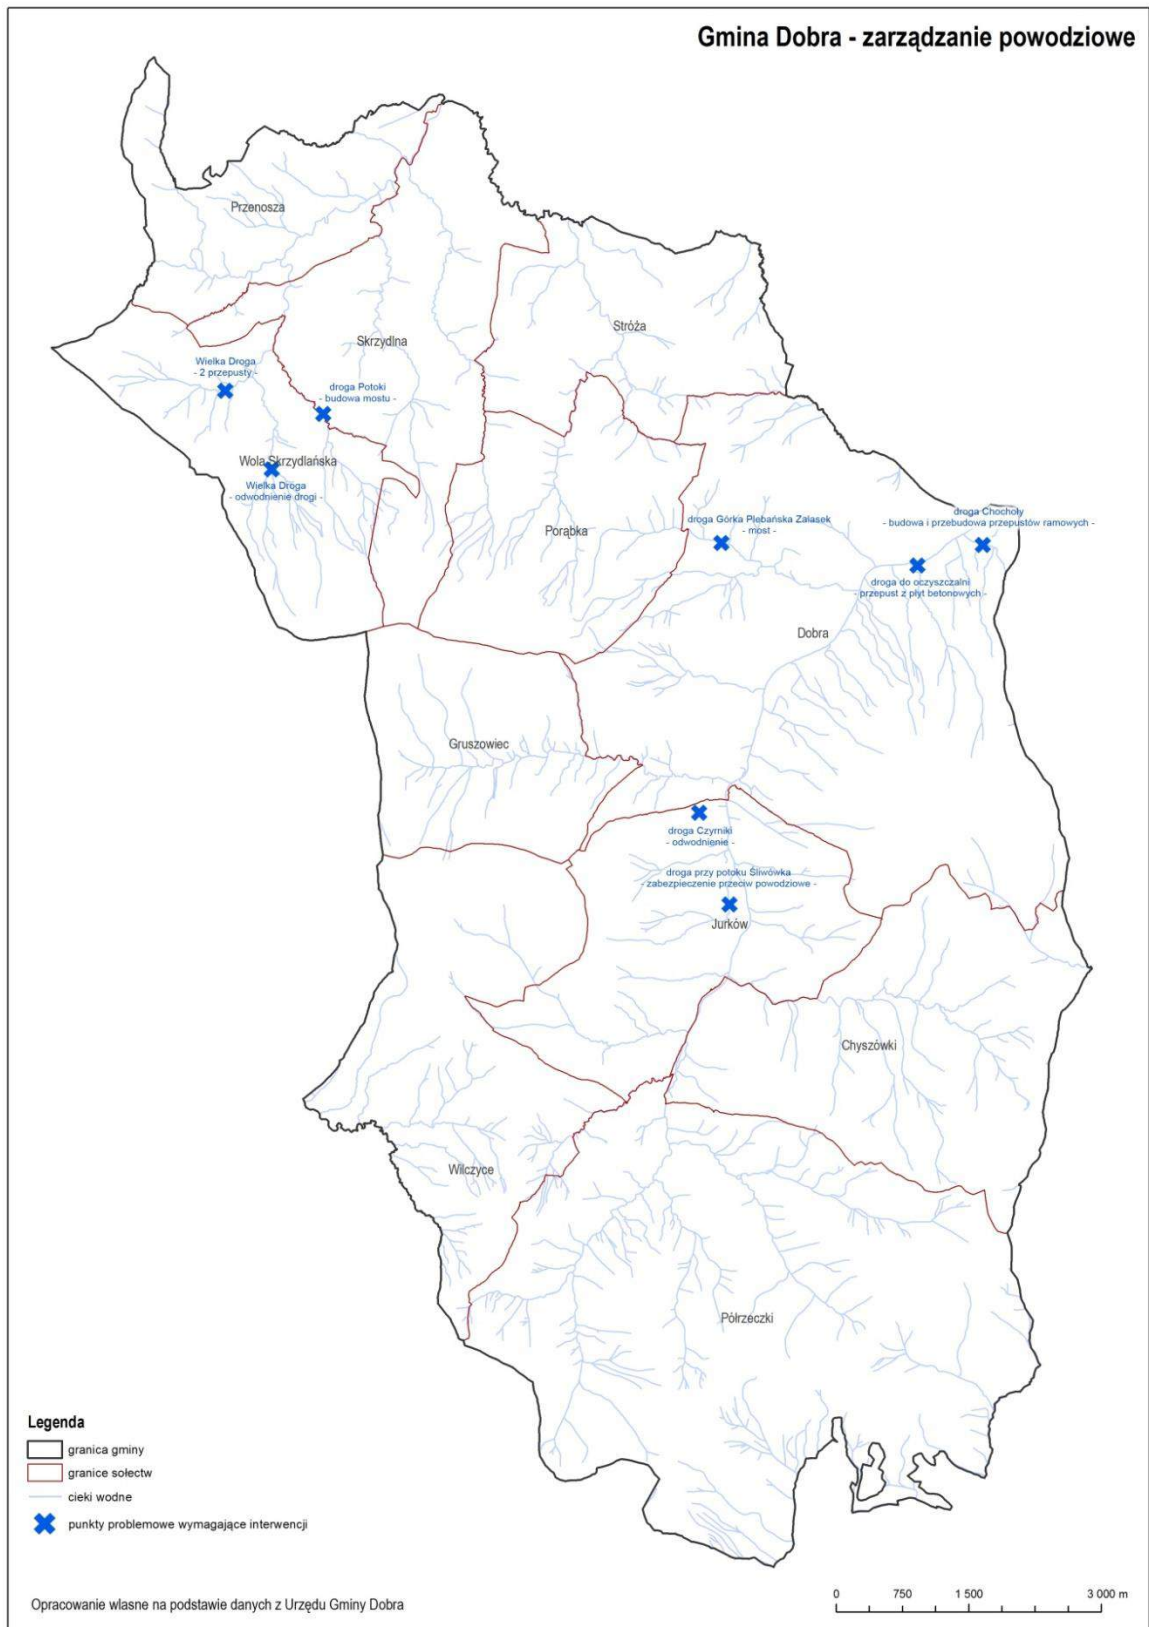 Gmina Dobra - zarządzanie powodziowe
Przenosza
Stróża
Skrzydlna
Wielka Droga
- 2 przepusty -
droga Potoki
- budowa mostu -
Wola Skrzydlańska
Wielka Droga
- odwodnienie drogi -
Porąbka
droga Górka Plebańska Załasek
- most -
droga Chochoły
- budowa i przebudowa przepustów ramowych -
droga do oczyszczalni
- przepust z płyt betonowych -
Dobra
Gruszowiec
droga Czyrniki
- odwodnienie -
droga przy potoku Śliwówka
- zabezpieczenie przeciw powodziowe -
Jurków
Chyszówki
Wilczyce
Półrzeczki
Legenda
granica gminy
granice sołectw
cieki wodne
punkty problemowe wymagające interwencji
Opracowanie własne na podstawie danych z Urzędu Gminy Dobra
0 750 1 500 3 000 m